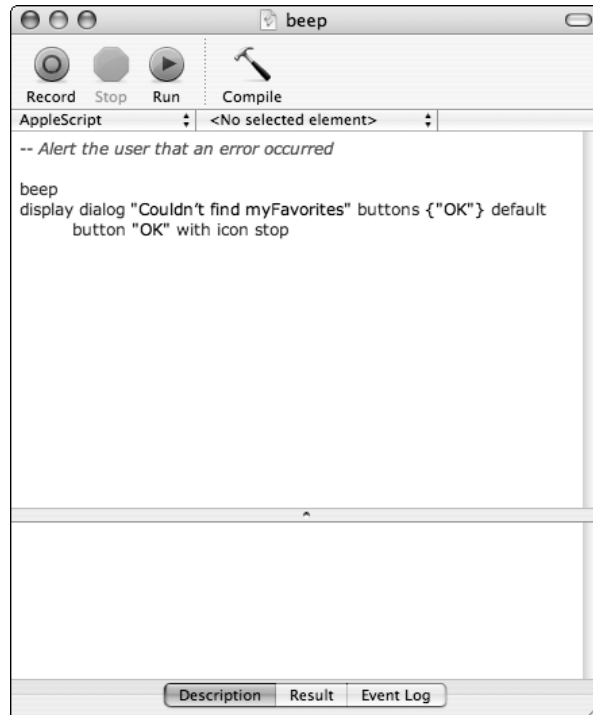 beep
Record Stop Run Compile
AppleScript <No selected element>
-- Alert the user that an error occurred
beep
display dialog "Couldn't find myFavorites" buttons {"OK"} default
button "OK" with icon stop
Description Result Event Log